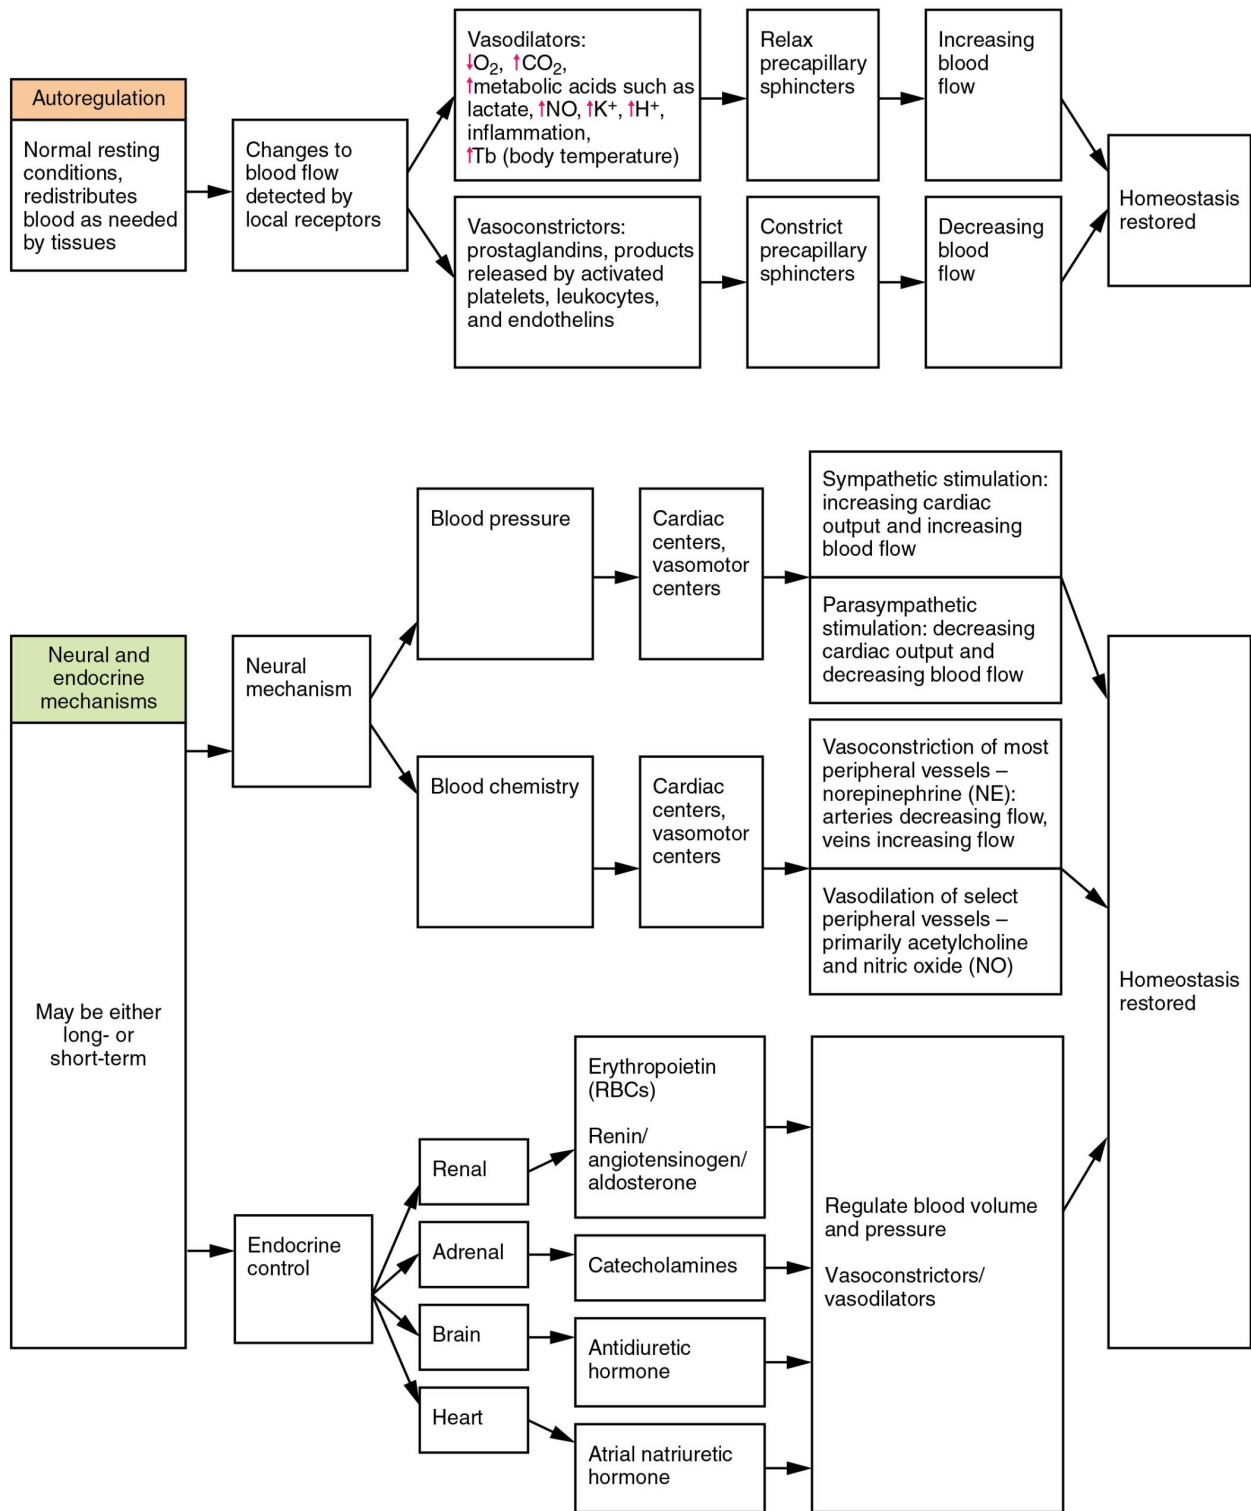 Autoregulation
Normal resting
conditions,
redistributes
blood as needed
by tissues
Changes to
blood flow
detected by
local receptors
Vasodilators:
↓O₂, ↑CO₂,
↑metabolic acids such as
lactate, ↑NO, ↑K⁺, ↑H⁺,
inflammation,
↑Tb (body temperature)
Relax
precapillary
sphincters
Increasing
blood
flow
Vasoconstrictors:
prostaglandins, products
released by activated
platelets, leukocytes,
and endothelins
Constrict
precapillary
sphincters
Decreasing
blood
flow
Homeostasis
restored
Neural and
endocrine
mechanisms
May be either
long- or
short-term
Neural
mechanism
Blood pressure
Cardiac
centers,
vasomotor
centers
Sympathetic stimulation:
increasing cardiac
output and increasing
blood flow
Parasympathetic
stimulation: decreasing
cardiac output and
decreasing blood flow
Blood chemistry
Cardiac
centers,
vasomotor
centers
Vasoconstriction of most
peripheral vessels –
norepinephrine (NE):
arteries decreasing flow,
veins increasing flow
Vasodilation of select
peripheral vessels –
primarily acetylcholine
and nitric oxide (NO)
Endocrine
control
Renal
Erythropoietin
(RBCs)
Renin/
angiotensinogen/
aldosterone
Adrenal
Catecholamines
Brain
Antidiuretic
hormone
Heart
Atrial natriuretic
hormone
Regulate blood volume
and pressure
Vasoconstrictors/
vasodilators
Homeostasis
restored